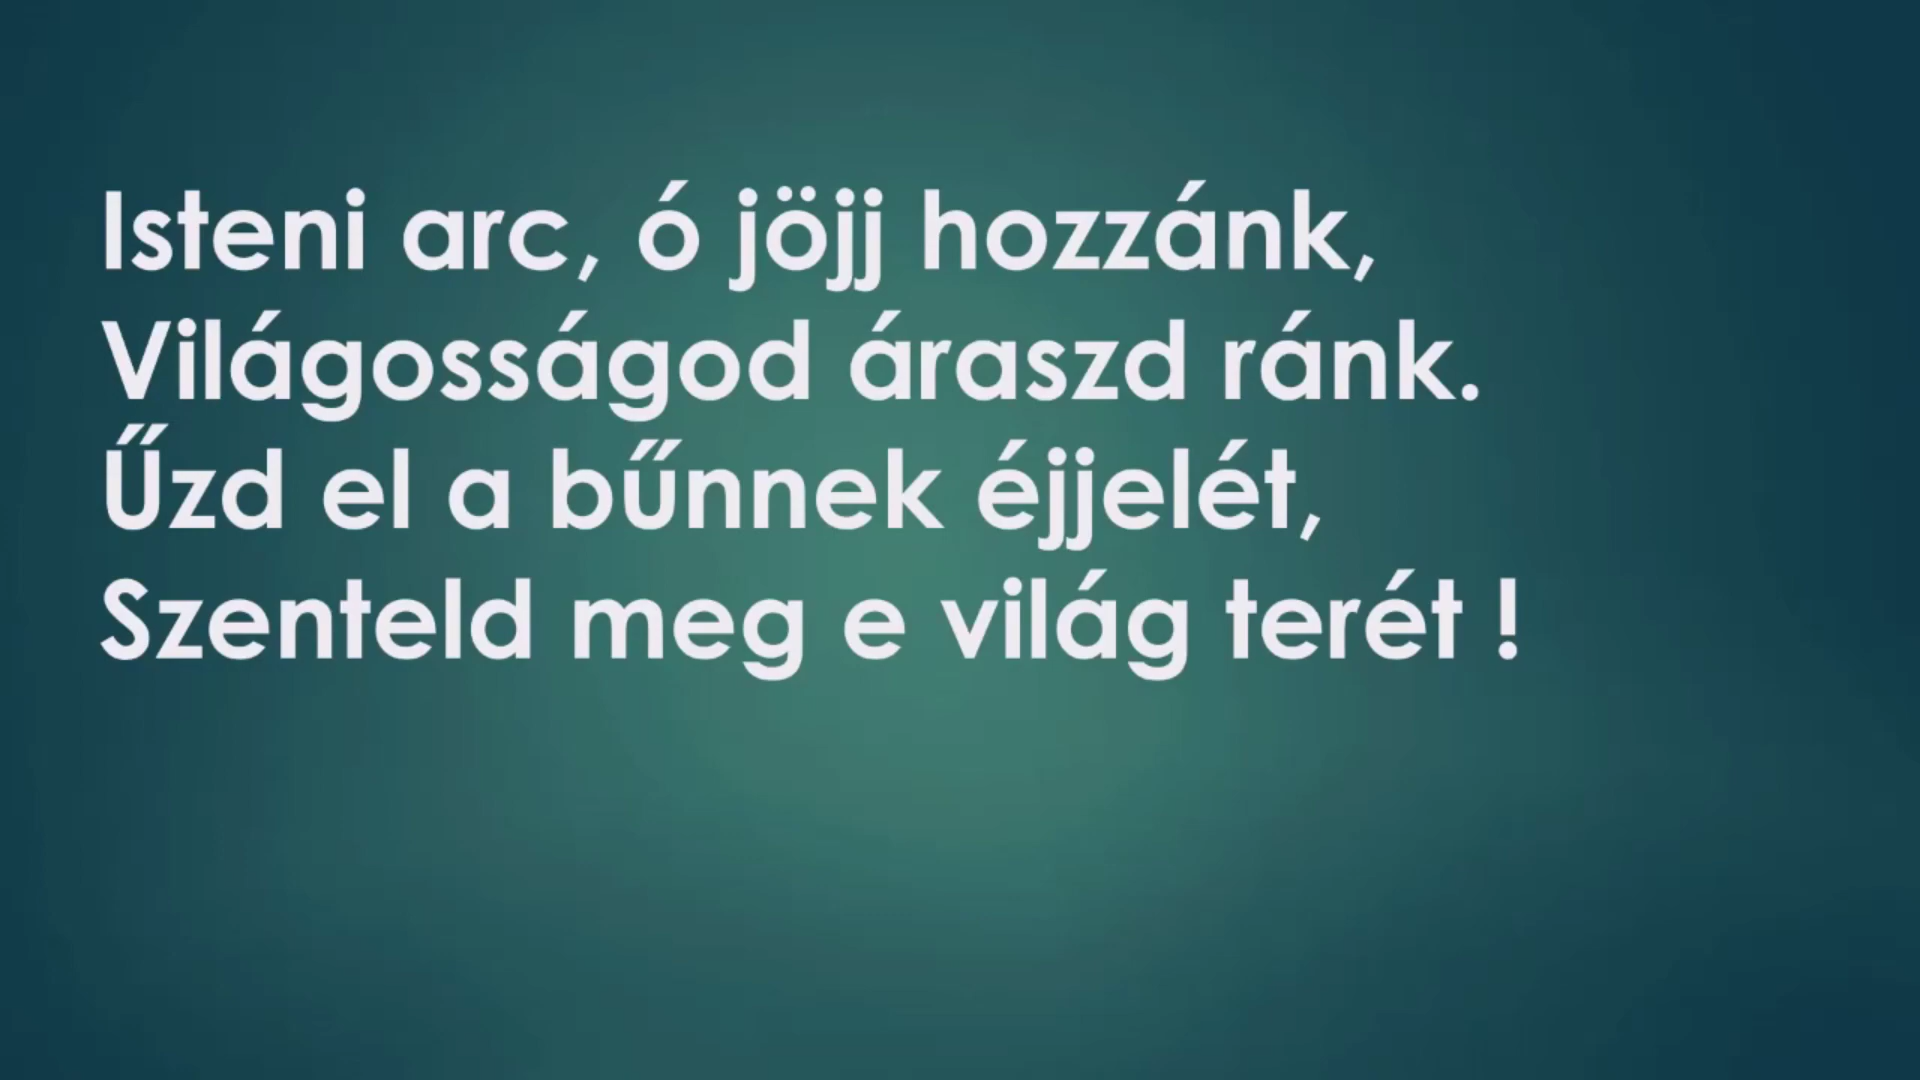 Isteni arc, ó jöjj hozzánk,
Világosságod áraszd ránk.
Űzd el a bűnnek éjjelét,
Szenteld meg e világ terét !